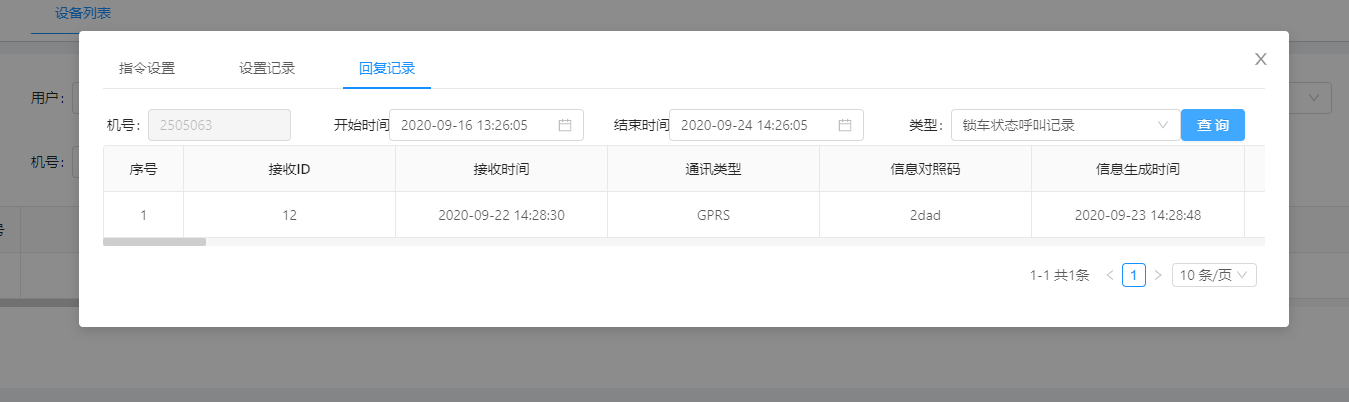 设备列表
指令设置 设置记录 回复记录
用户：
机号： 2505063 开始时间 2020-09-16 13:26:05 结束时间 2020-09-24 14:26:05 类型： 锁车状态呼叫记录 查 询
机号：
序号 接收ID 接收时间 通讯类型 信息对照码 信息生成时间
1 12 2020-09-22 14:28:30 GPRS 2dad 2020-09-23 14:28:48
1-1 共1条 1 10 条/页